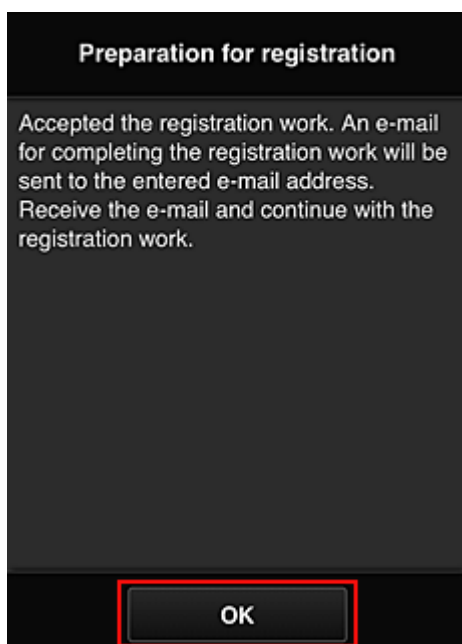 Preparation for registration
Accepted the registration work. An e-mail
for completing the registration work will be
sent to the entered e-mail address.
Receive the e-mail and continue with the
registration work.
OK